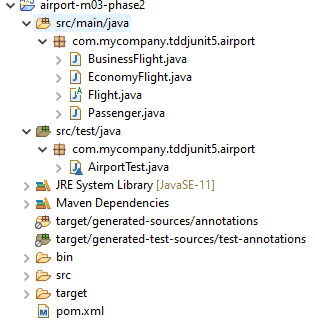 airport-m03-phase2
src/main/java
com.mycompany.tddjunit5.airport
BusinessFlight.java
EconomyFlight.java
Flight.java
Passenger.java
src/test/java
com.mycompany.tddjunit5.airport
AirportTest.java
JRE System Library [JavaSE-11]
Maven Dependencies
target/generated-sources/annotations
target/generated-test-sources/test-annotations
bin
src
target
pom.xml